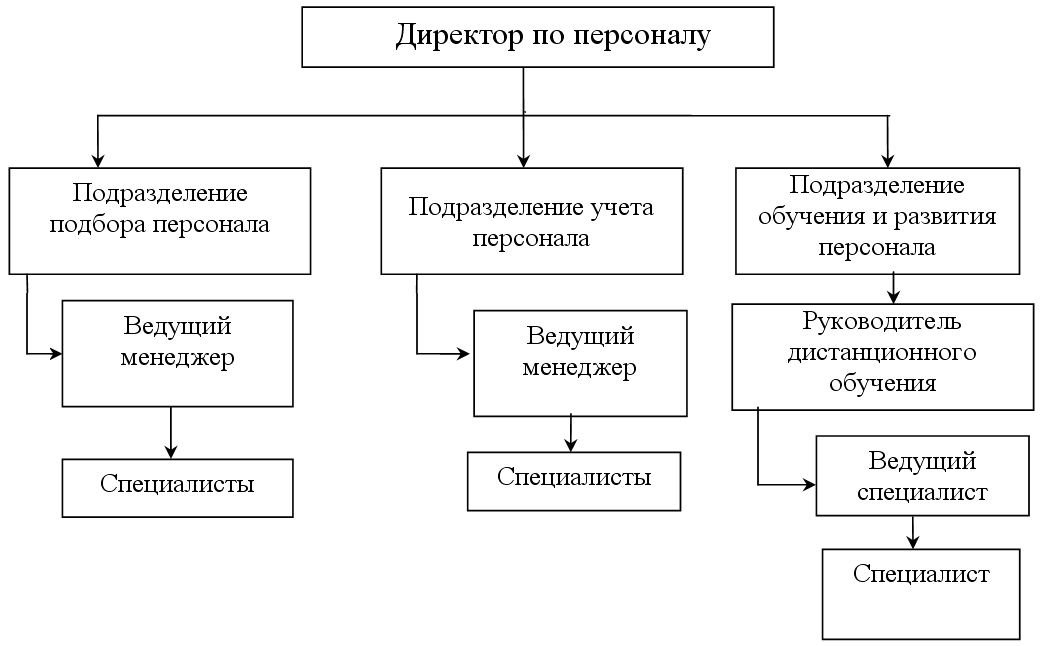 Директор по персоналу
Подразделение
подбора персонала
Подразделение учета
персонала
Подразделение
обучения и развития
персонала
Ведущий
менеджер
Ведущий
менеджер
Руководитель
дистанционного
обучения
Специалисты
Специалисты
Ведущий
специалист
Специалист